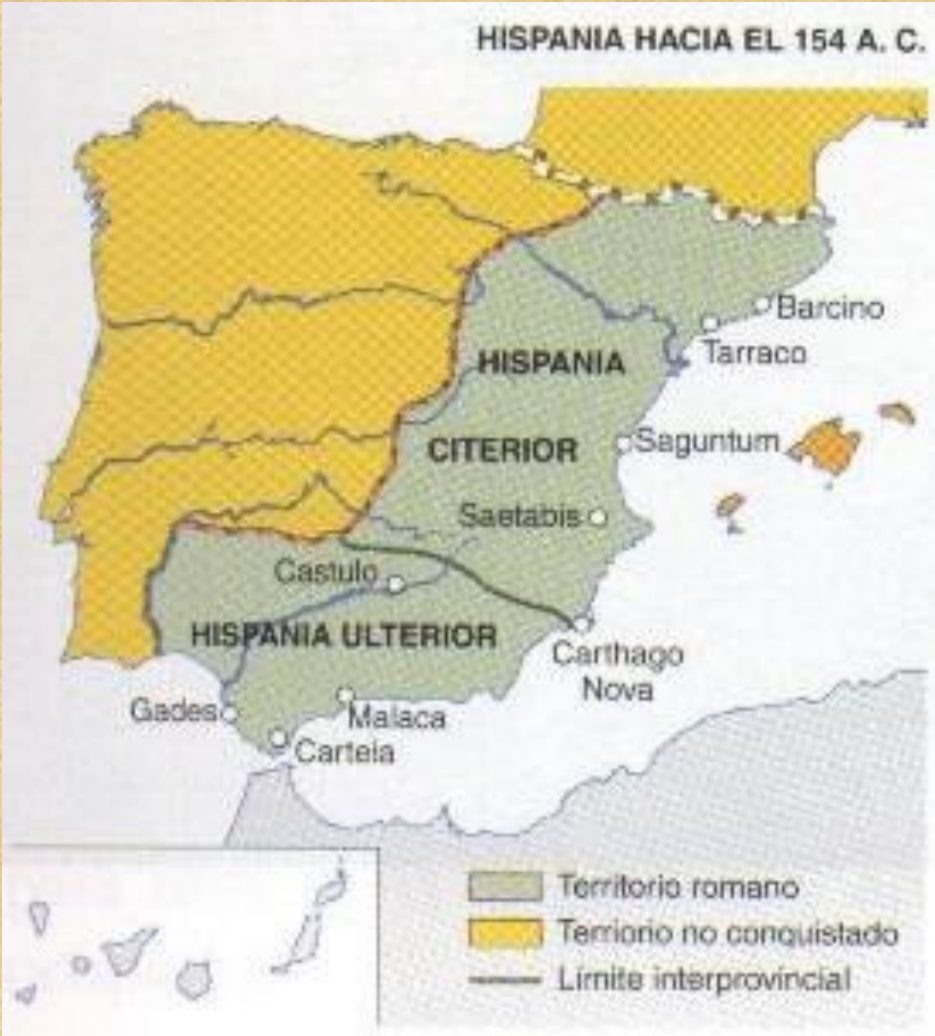 HISPANIA HACIA EL 154 A. C.
Barcino
Tarraco
HISPANIA
CITERIOR
Saguntum
Saetabis
Castulo
HISPANIA ULTERIOR
Carthago
Nova
Gades
Malaca
Carteia
Territorio romano
Terriorio no conquistado
Límite interprovincial